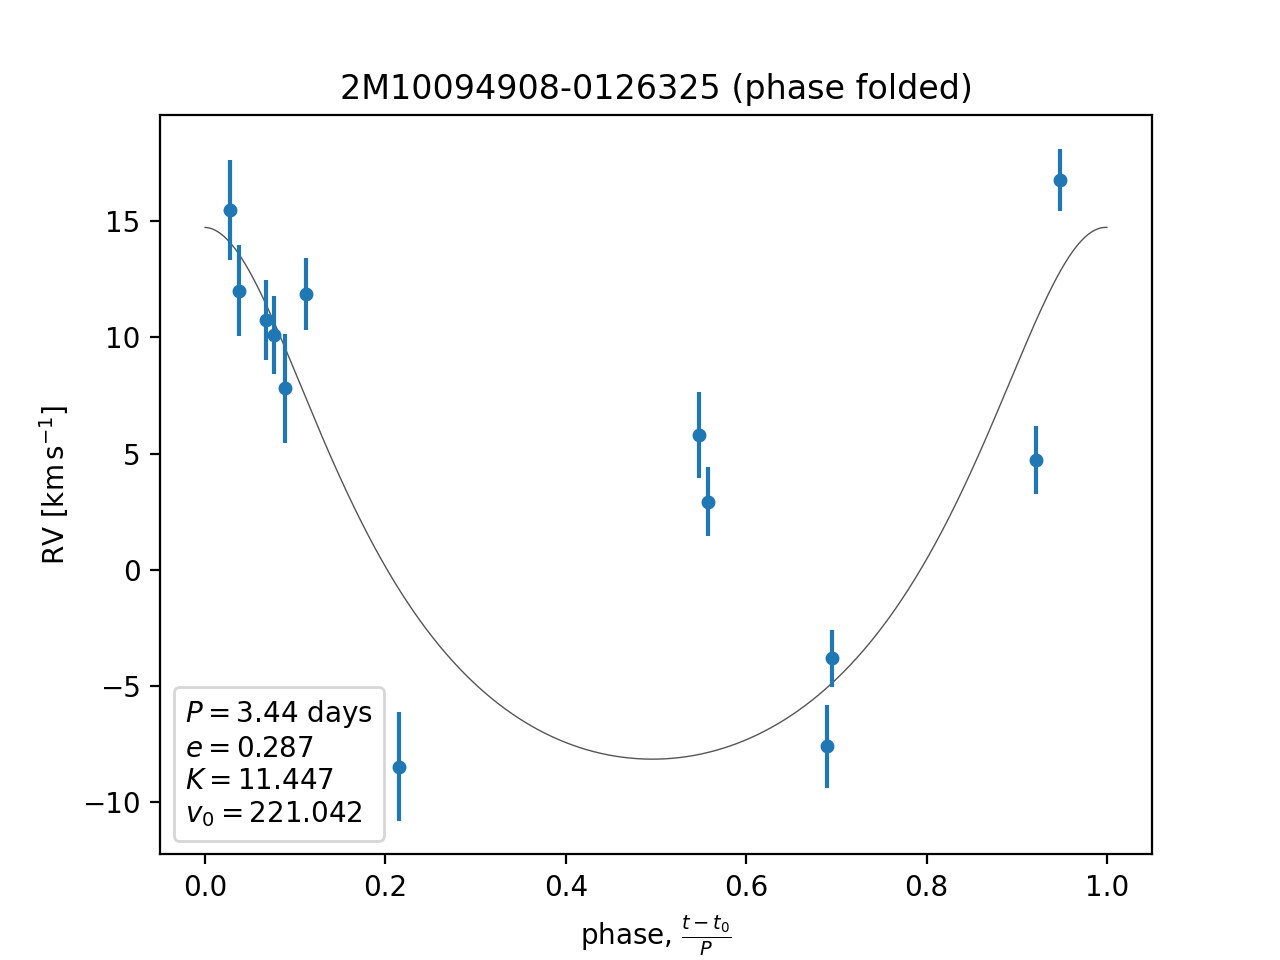 2M10094908-0126325 (phase folded)
RV [km s⁻¹]
15
10
5
0
−5
−10
P = 3.44 days
e = 0.287
K = 11.447
v₀ = 221.042
0.0 0.2 0.4 0.6 0.8 1.0
phase, (t − t₀)/P